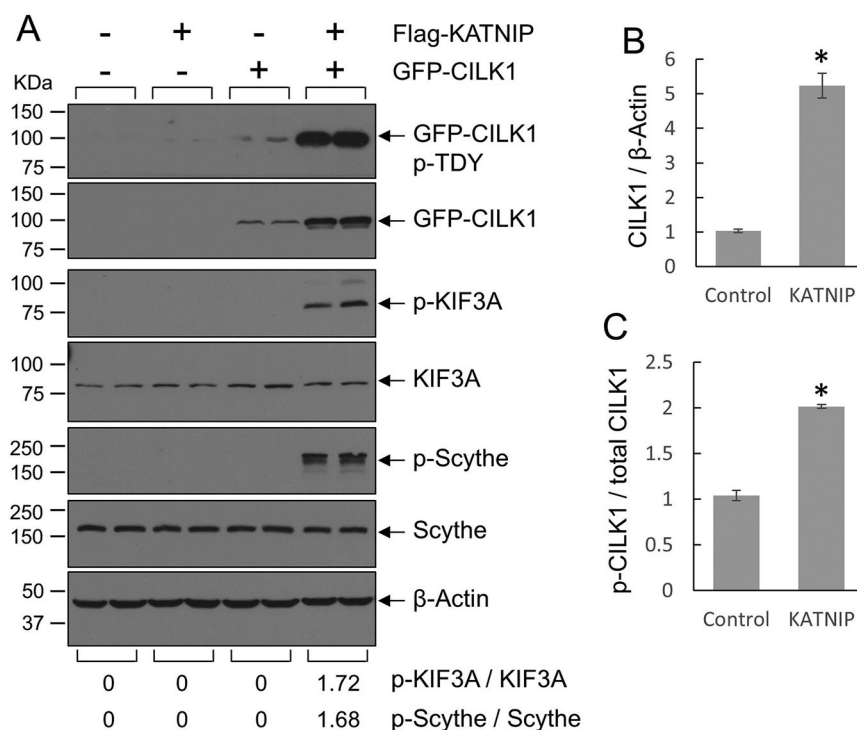 A
- + - + Flag-KATNIP
- - + + GFP-CILK1
KDa
150
100
75
GFP-CILK1
p-TDY
150
100
75
GFP-CILK1
100
75
p-KIF3A
100
75
KIF3A
250
150
p-Scythe
250
150
Scythe
50
37
β-Actin
0 0 0 1.72 p-KIF3A / KIF3A
0 0 0 1.68 p-Scythe / Scythe
B
CILK1 / β-Actin
6
5
4
3
2
1
0
*
Control KATNIP
C
p-CILK1 / total CILK1
2.5
2
1.5
1
0.5
0
*
Control KATNIP